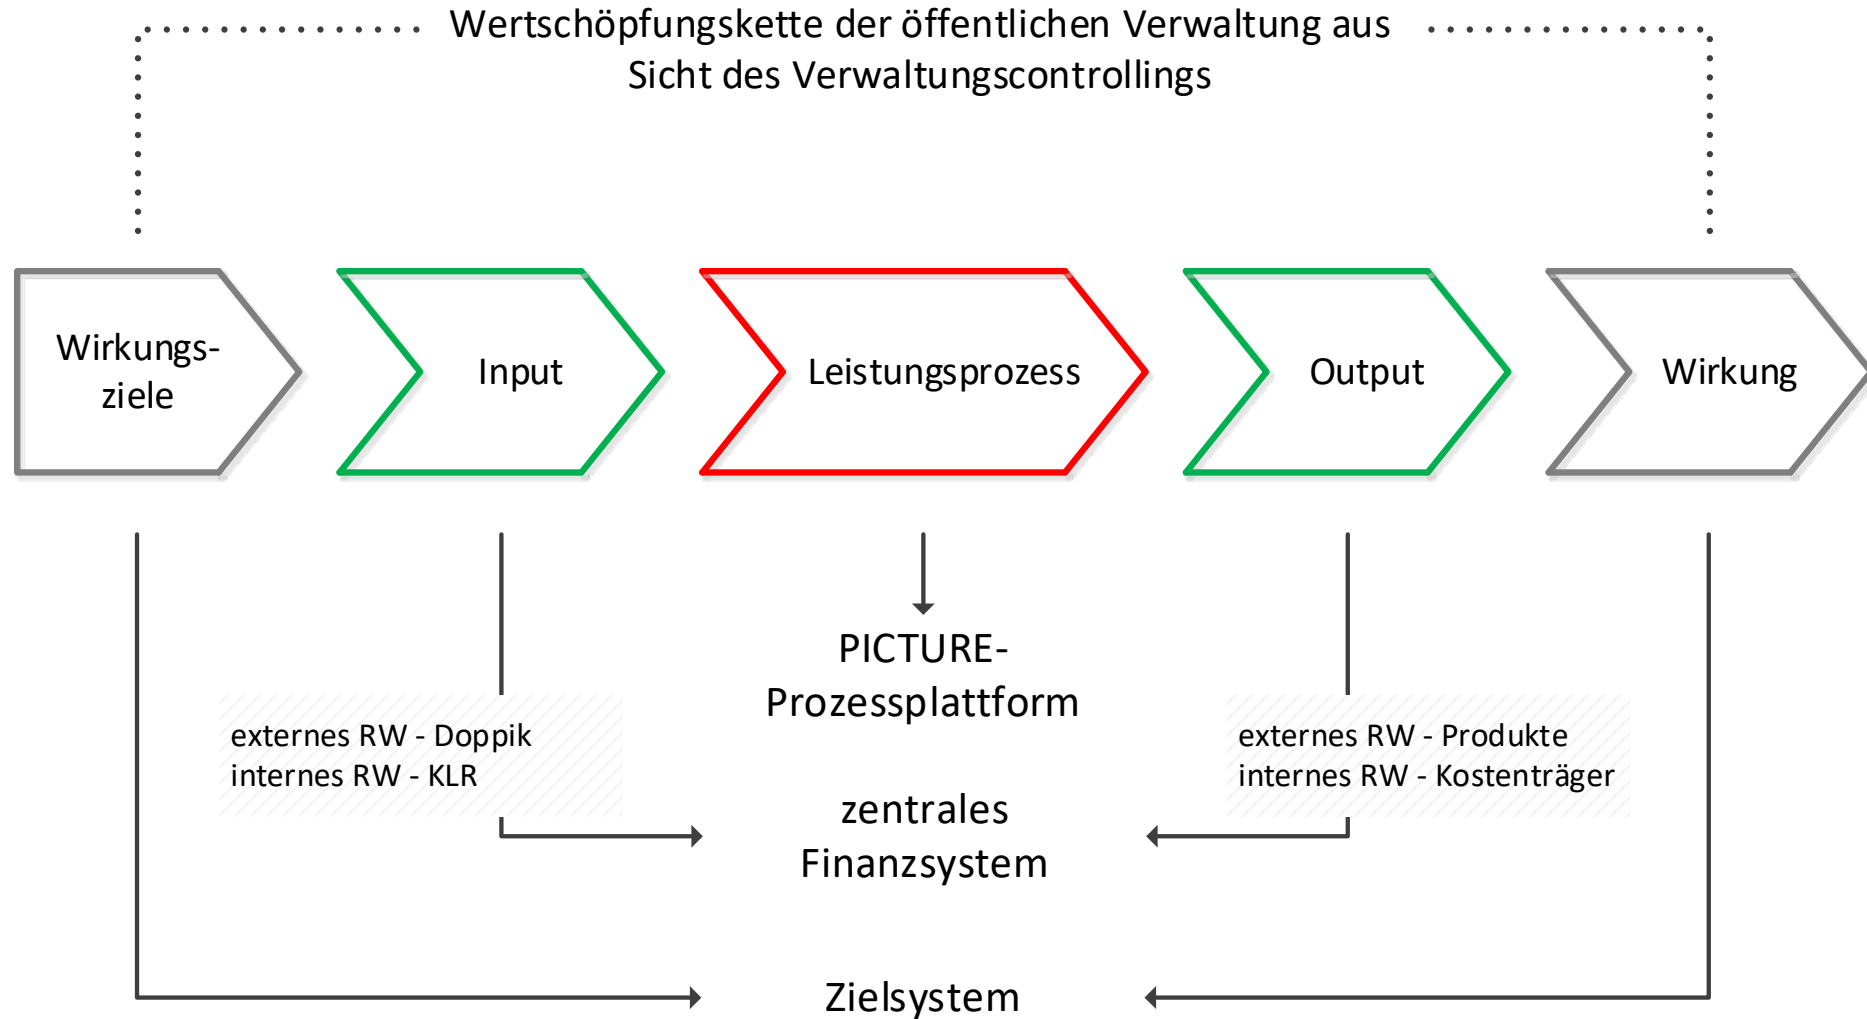 Wertschöpfungskette der öffentlichen Verwaltung aus
Sicht des Verwaltungscontrollings
Wirkungs-
ziele
Input
Leistungsprozess
Output
Wirkung
PICTURE-
Prozessplattform
externes RW - Doppik
internes RW - KLR
externes RW - Produkte
internes RW - Kostenträger
zentrales
Finanzsystem
Zielsystem